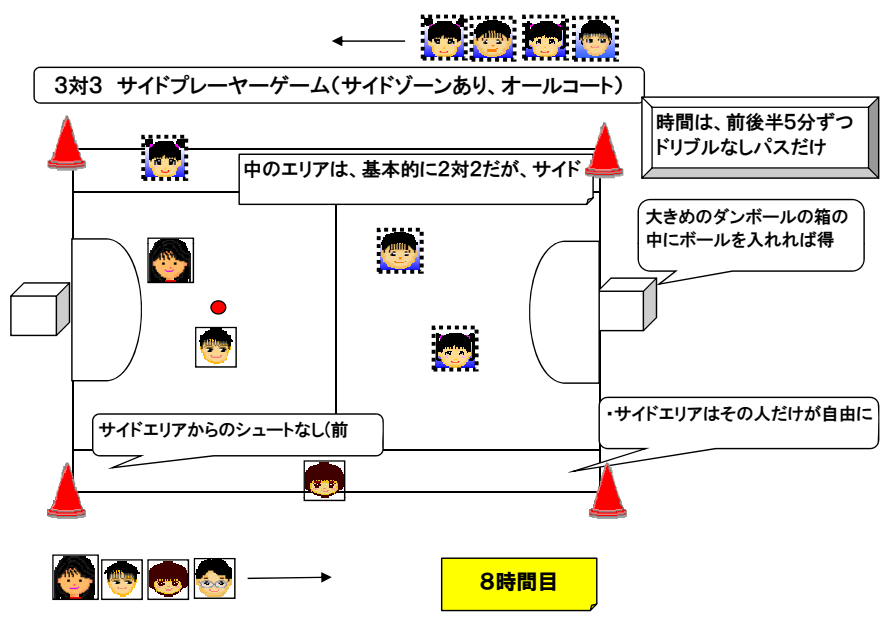 3対3　サイドプレーヤーゲーム（サイドゾーンあり、オールコート）
時間は、前後半5分ずつ
ドリブルなしパスだけ
中のエリアは、基本的に2対2だが、サイド
大きめのダンボールの箱の
中にボールを入れれば得
サイドエリアからのシュートなし(前
・サイドエリアはその人だけが自由に
8時間目